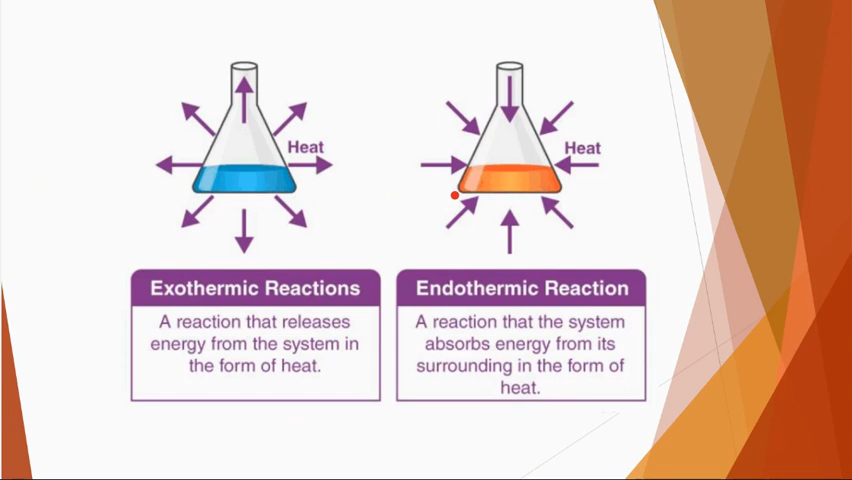 Heat
Heat
Exothermic Reactions
A reaction that releases
energy from the system in
the form of heat.
Endothermic Reaction
A reaction that the system
absorbs energy from its
surrounding in the form of
heat.